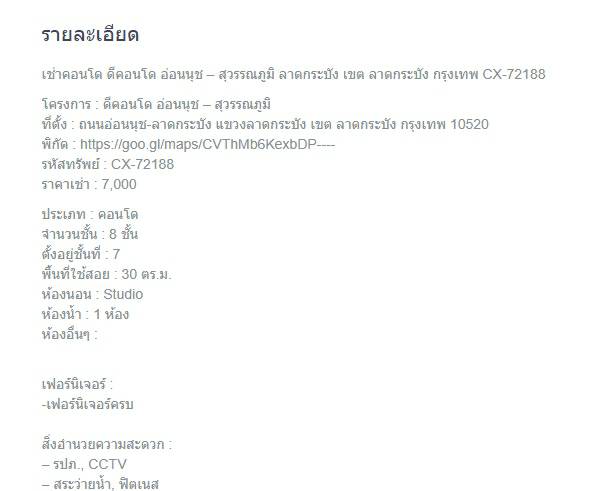 รายละเอียด
เช่าคอนโด ดีคอนโด อ่อนนุช – สุวรรณภูมิ ลาดกระบัง เขต ลาดกระบัง กรุงเทพ CX-72188
โครงการ : ดีคอนโด อ่อนนุช – สุวรรณภูมิ
ที่ตั้ง : ถนนอ่อนนุช-ลาดกระบัง แขวงลาดกระบัง เขต ลาดกระบัง กรุงเทพ 10520
พิกัด : https://goo.gl/maps/CVThMb6KexbDP----
รหัสทรัพย์ : CX-72188
ราคาเช่า : 7,000
ประเภท : คอนโด
จำนวนชั้น : 8 ชั้น
ตั้งอยู่ชั้นที่ : 7
พื้นที่ใช้สอย : 30 ตร.ม.
ห้องนอน : Studio
ห้องน้ำ : 1 ห้อง
ห้องอื่นๆ :
เฟอร์นิเจอร์ :
-เฟอร์นิเจอร์ครบ
สิ่งอำนวยความสะดวก :
– รปภ., CCTV
– สระว่ายน้ำ, ฟิตเนส